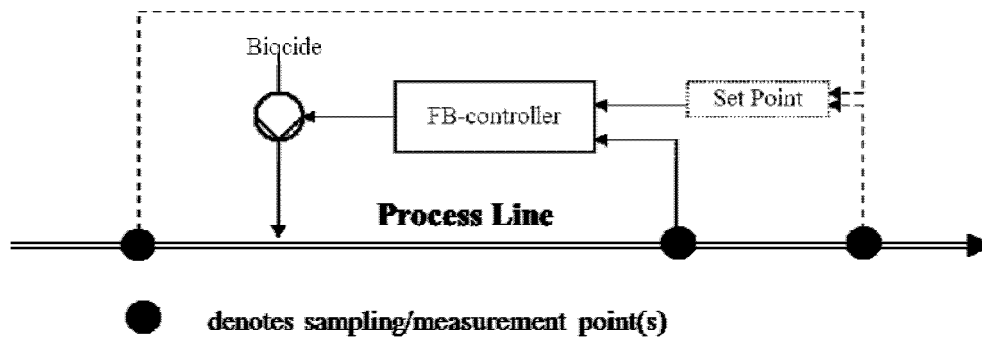 Biocide
FB-controller
Set Point
Process Line
denotes sampling/measurement point(s)